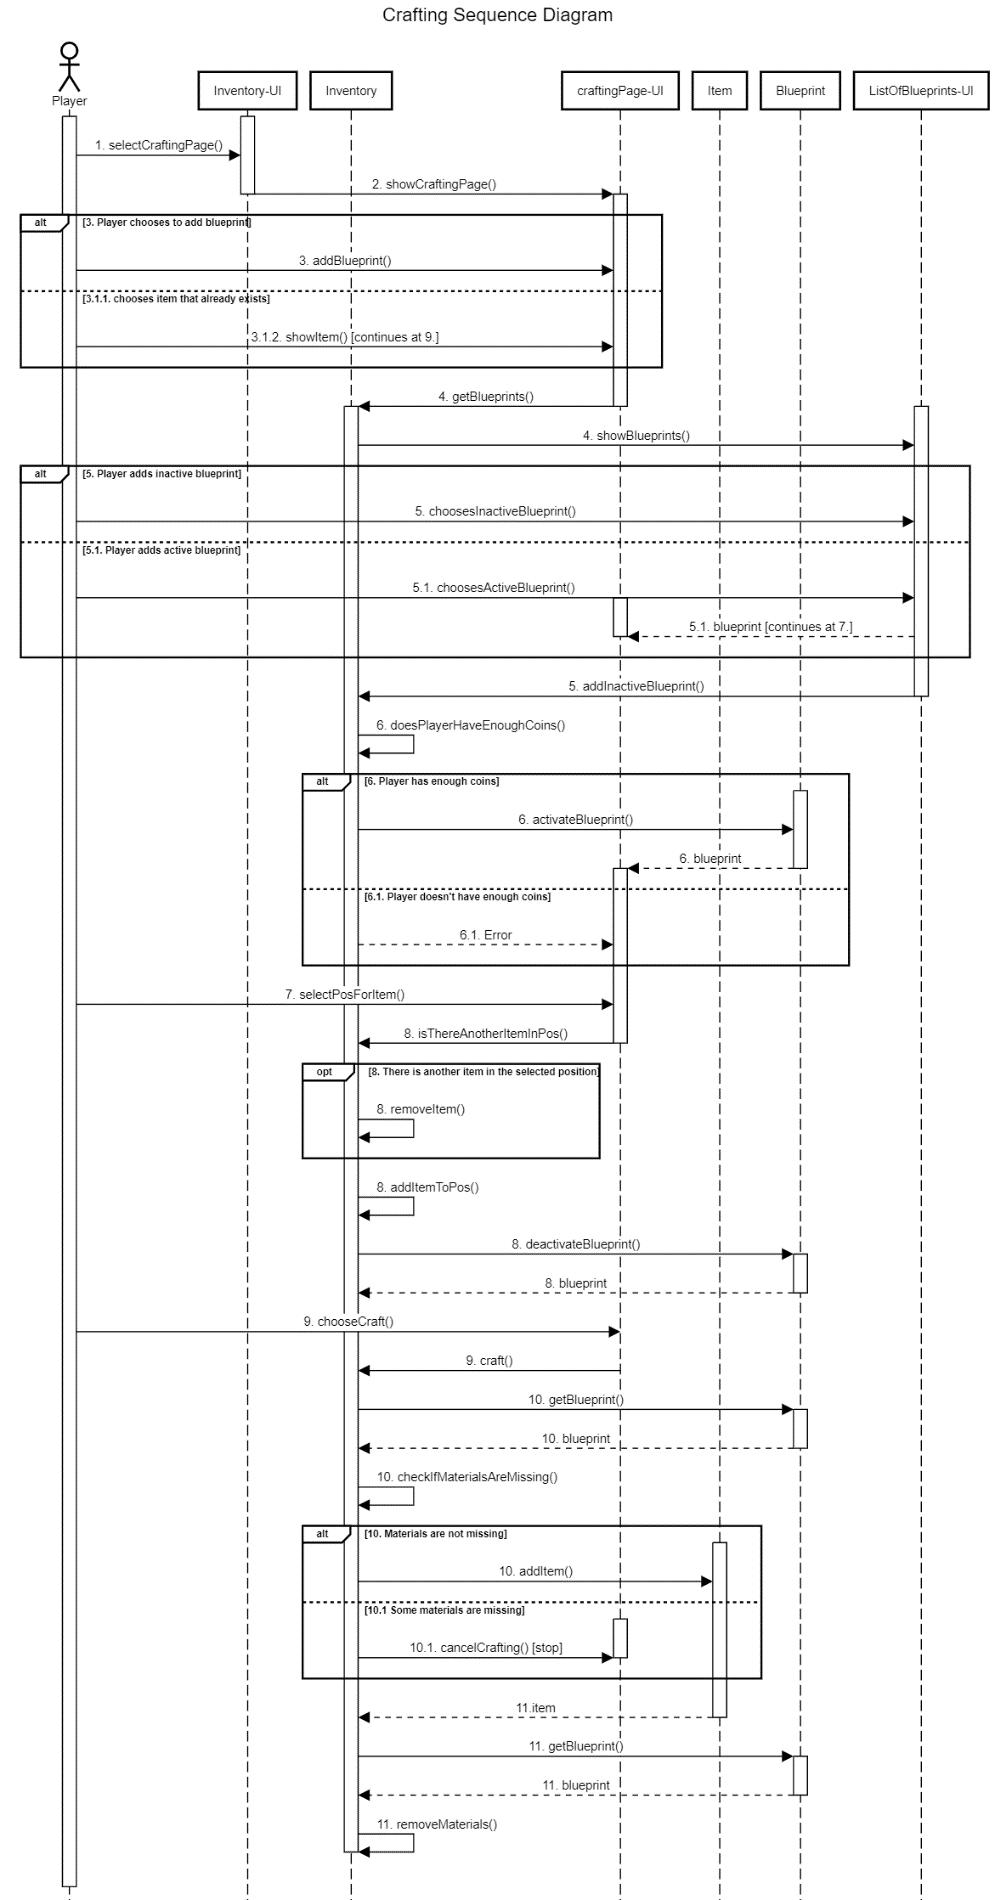 Crafting Sequence Diagram
Player
Inventory-UI
Inventory
craftingPage-UI
Item
Blueprint
ListOfBlueprints-UI
1. selectCraftingPage()
2. showCraftingPage()
alt
[3. Player chooses to add blueprint]
3. addBlueprint()
[3.1.1. chooses item that already exists]
3.1.2. showItem() [continues at 9.]
4. getBlueprints()
4. showBlueprints()
alt
[5. Player adds inactive blueprint]
5. choosesInactiveBlueprint()
[5.1. Player adds active blueprint]
5.1. choosesActiveBlueprint()
5.1. blueprint [continues at 7.]
5. addInactiveBlueprint()
6. doesPlayerHaveEnoughCoins()
alt
[6. Player has enough coins]
6. activateBlueprint()
6. blueprint
[6.1. Player doesn't have enough coins]
6.1. Error
7. selectPosForItem()
8. isThereAnotherItemInPos()
opt
[8. There is another item in the selected position]
8. removeItem()
8. addItemToPos()
8. deactivateBlueprint()
8. blueprint
9. chooseCraft()
9. craft()
10. getBlueprint()
10. blueprint
10. checkIfMaterialsAreMissing()
alt
[10. Materials are not missing]
10. addItem()
[10.1 Some materials are missing]
10.1. cancelCrafting() [stop]
11.item
11. getBlueprint()
11. blueprint
11. removeMaterials()